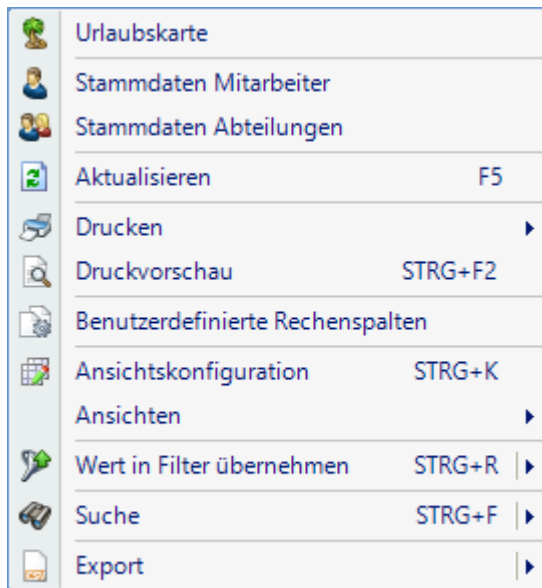 Urlaubskarte
Stammdaten Mitarbeiter
Stammdaten Abteilungen
Aktualisieren F5
Drucken
Druckvorschau STRG+F2
Benutzerdefinierte Rechenspalten
Ansichtskonfiguration STRG+K
Ansichten
Wert in Filter übernehmen STRG+R
Suche STRG+F
Export